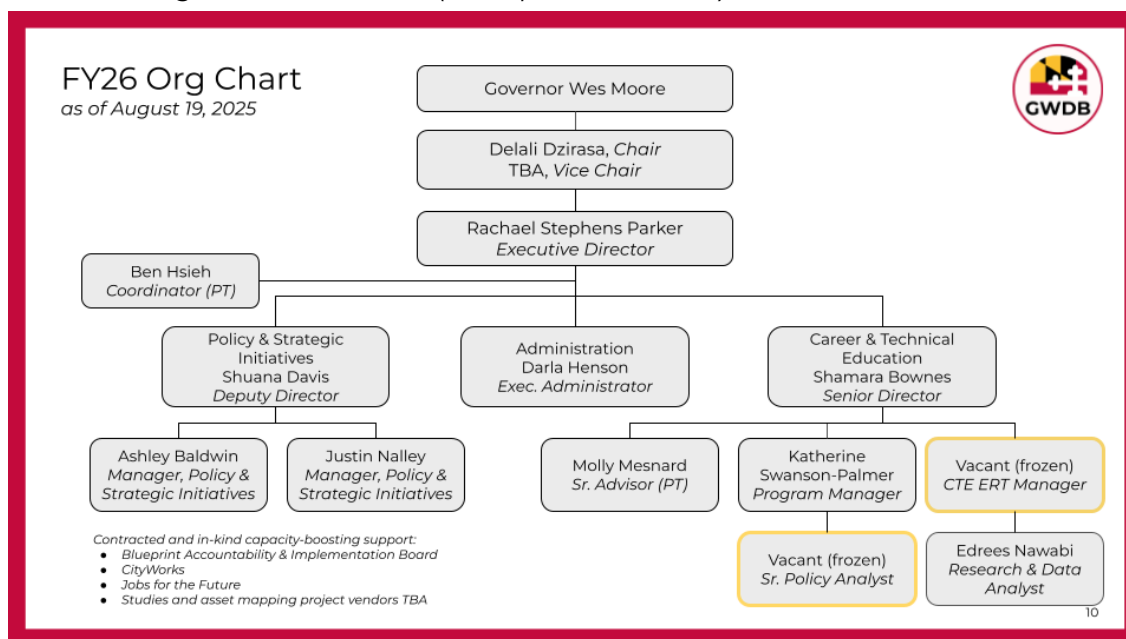 FY26 Org Chart
as of August 19, 2025
GWDB
Governor Wes Moore
Delali Dzirasa, Chair
TBA, Vice Chair
Rachael Stephens Parker
Executive Director
Ben Hsieh
Coordinator (PT)
Policy & Strategic
Initiatives
Shuana Davis
Deputy Director
Administration
Darla Henson
Exec. Administrator
Career & Technical
Education
Shamara Bownes
Senior Director
Ashley Baldwin
Manager, Policy &
Strategic Initiatives
Justin Nalley
Manager, Policy &
Strategic Initiatives
Molly Mesnard
Sr. Advisor (PT)
Katherine
Swanson-Palmer
Program Manager
Vacant (frozen)
CTE ERT Manager
Vacant (frozen)
Sr. Policy Analyst
Edrees Nawabi
Research & Data
Analyst
Contracted and in-kind capacity-boosting support:
● Blueprint Accountability & Implementation Board
● CityWorks
● Jobs for the Future
● Studies and asset mapping project vendors TBA
10